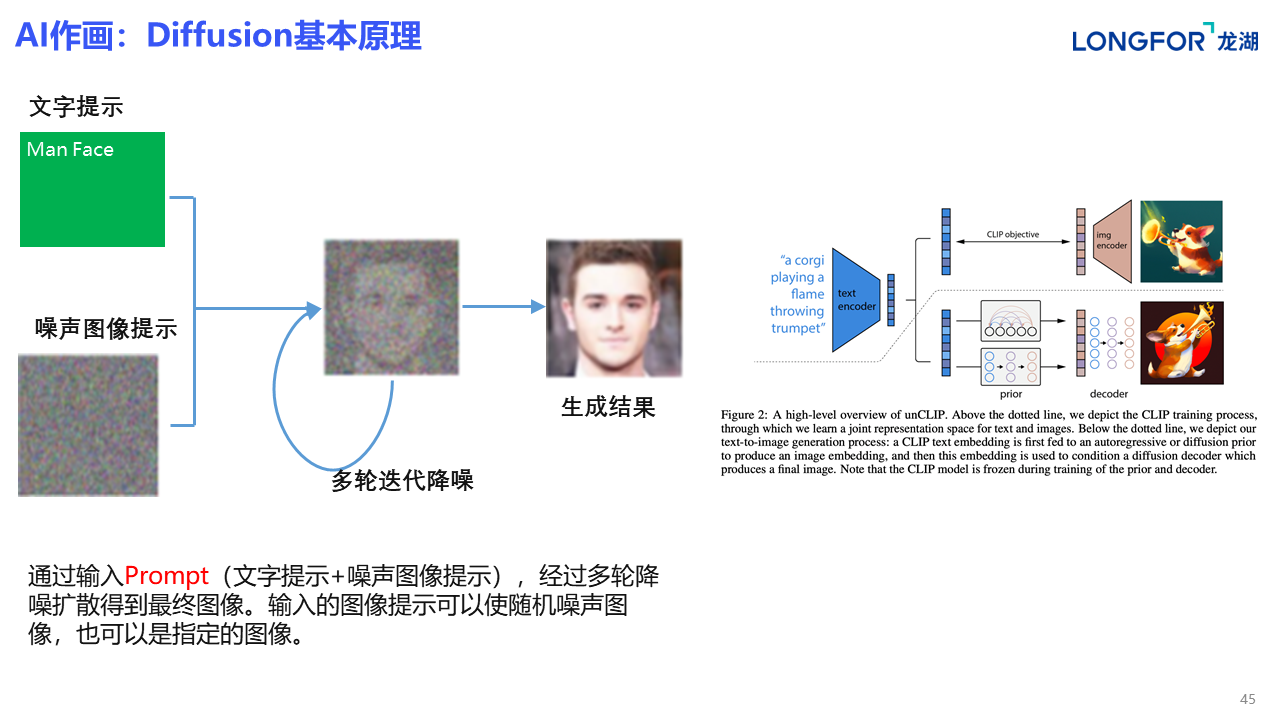 AI作画：Diffusion基本原理
LONGFOR 龙湖
文字提示
Man Face
噪声图像提示
多轮迭代降噪
生成结果
通过输入Prompt（文字提示+噪声图像提示），经过多轮降
噪扩散得到最终图像。输入的图像提示可以使随机噪声图
像，也可以是指定的图像。
“a corgi
playing a
flame
throwing
trumpet”
text
encoder
CLIP objective
img
encoder
prior
decoder
Figure 2: A high-level overview of unCLIP. Above the dotted line, we depict the CLIP training process,
through which we learn a joint representation space for text and images. Below the dotted line, we depict our
text-to-image generation process: a CLIP text embedding is first fed to an autoregressive or diffusion prior
to produce an image embedding, and then this embedding is used to condition a diffusion decoder which
produces a final image. Note that the CLIP model is frozen during training of the prior and decoder.
45